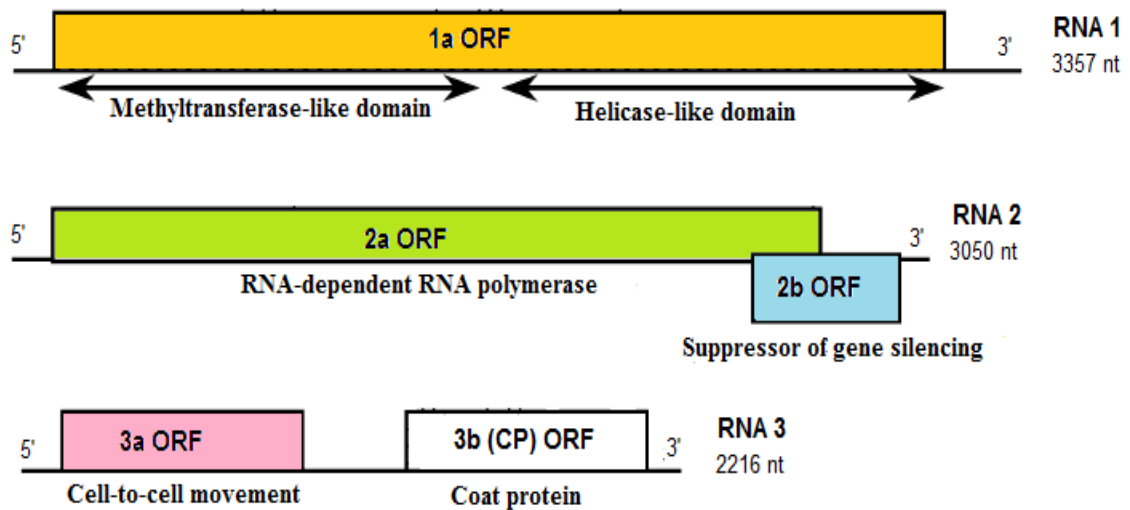 5'
1a ORF
3'
RNA 1
3357 nt
Methyltransferase-like domain
Helicase-like domain
5'
2a ORF
3'
RNA 2
3050 nt
RNA-dependent RNA polymerase
2b ORF
Suppressor of gene silencing
5'
3a ORF
3b (CP) ORF
3'
RNA 3
2216 nt
Cell-to-cell movement
Coat protein